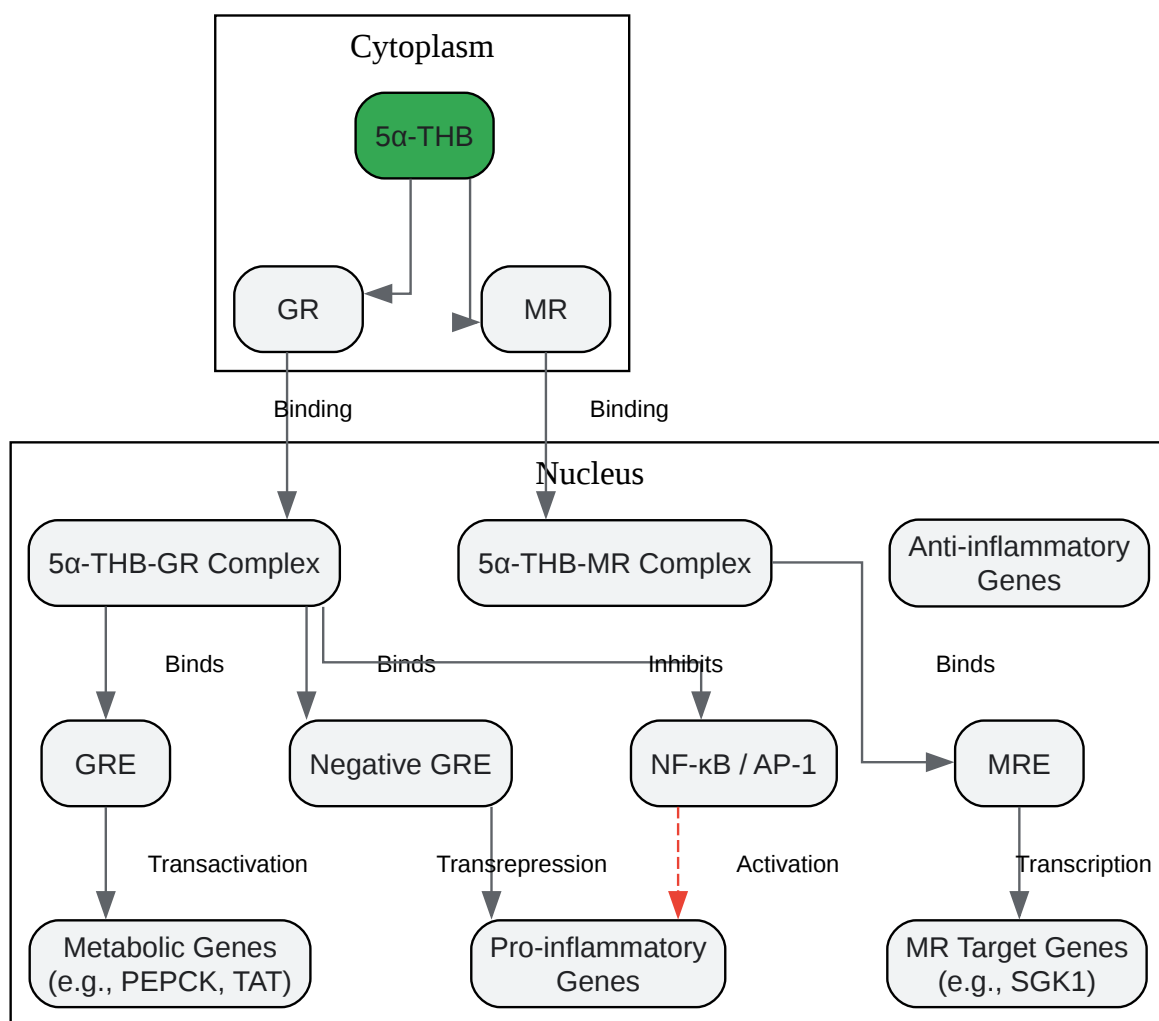 Cytoplasm
5α-THB
GR
MR
Binding
Binding
Nucleus
5α-THB-GR Complex
5α-THB-MR Complex
Anti-inflammatory
Genes
Binds
Binds
Inhibits
Binds
GRE
Negative GRE
NF-κB / AP-1
MRE
Transactivation
Transrepression
Activation
Transcription
Metabolic Genes
(e.g., PEPCK, TAT)
Pro-inflammatory
Genes
MR Target Genes
(e.g., SGK1)